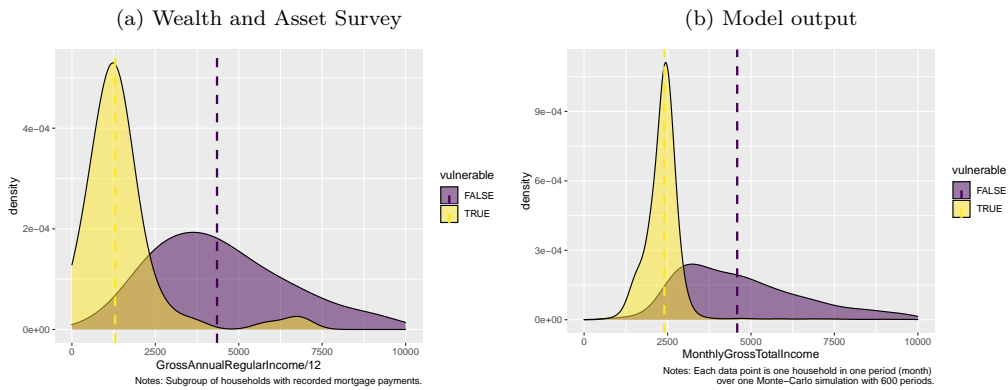 (a) Wealth and Asset Survey
4e−04
2e−04
0e+00
density
0
2500
5000
7500
10000
GrossAnnualRegularIncome/12
Notes: Subgroup of households with recorded mortgage payments.
vulnerable
FALSE
TRUE
(b) Model output
9e−04
6e−04
3e−04
0e+00
density
0
2500
5000
7500
10000
MonthlyGrossTotalIncome
Notes: Each data point is one household in one period (month)
over one Monte−Carlo simulation with 600 periods.
vulnerable
FALSE
TRUE